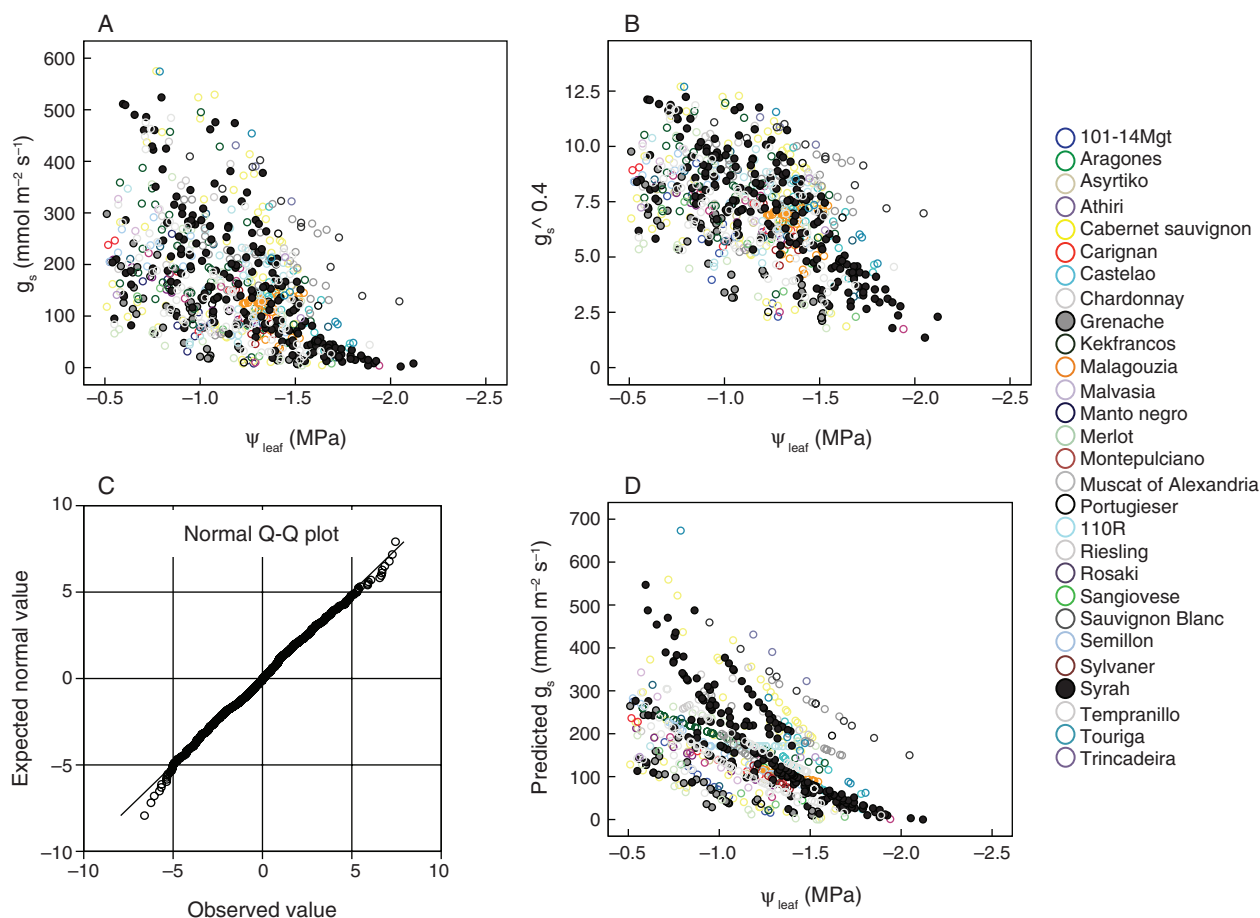 A
600
500
400
300
200
100
0
−0.5
−1.0
−1.5
−2.0
−2.5
gs (mmol m−2 s−1)
Ψleaf (MPa)
B
12.5
10.0
7.5
5.0
2.5
0
−0.5
−1.0
−1.5
−2.0
−2.5
gs^ 0.4
Ψleaf (MPa)
C
Normal Q-Q plot
10
5
0
−5
−10
−10
−5
0
5
10
Expected normal value
Observed value
D
700
600
500
400
300
200
100
0
−0.5
−1.0
−1.5
−2.0
−2.5
Predicted gs (mmol m−2 s−1)
Ψleaf (MPa)
101-14Mgt
Aragones
Asyrtiko
Athiri
Cabernet sauvignon
Carignan
Castelao
Chardonnay
Grenache
Kekfrancos
Malagouzia
Malvasia
Manto negro
Merlot
Montepulciano
Muscat of Alexandria
Portugieser
110R
Riesling
Rosaki
Sangiovese
Sauvignon Blanc
Semillon
Sylvaner
Syrah
Tempranillo
Touriga
Trincadeira